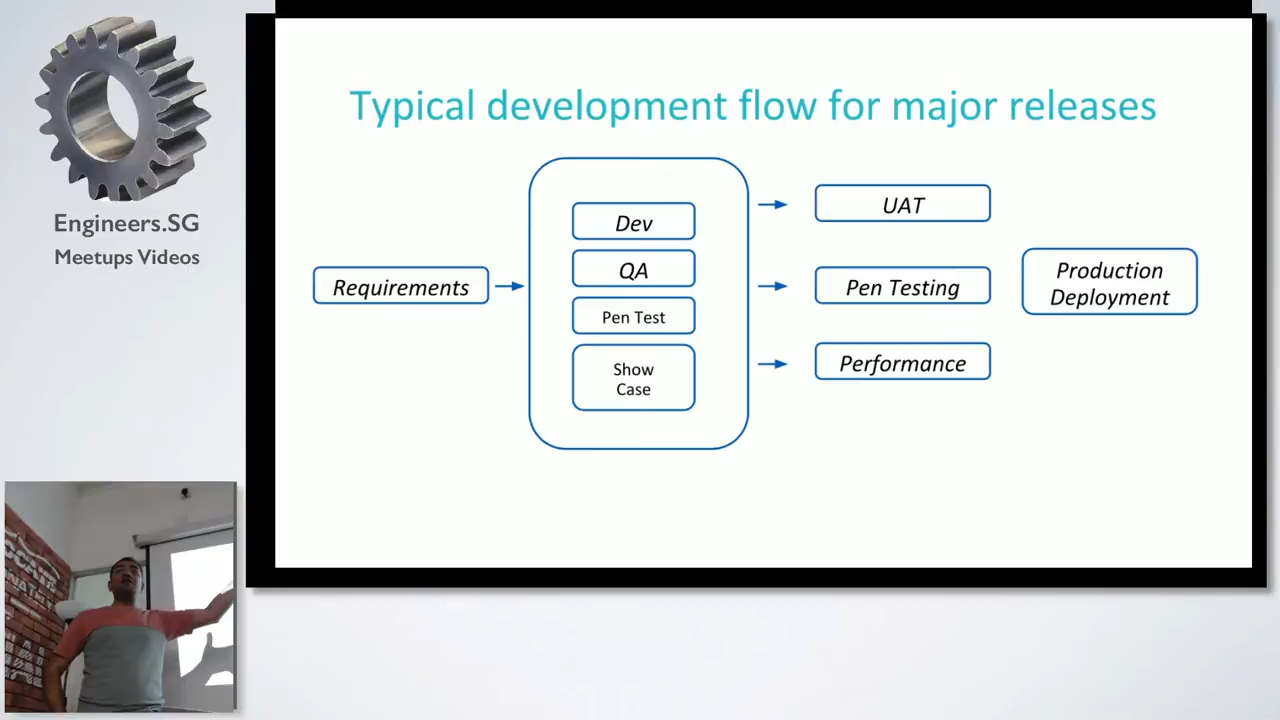 Engineers.SG
Meetups Videos
Typical development flow for major releases
Requirements
Dev
QA
Pen Test
Show
Case
UAT
Pen Testing
Performance
Production
Deployment